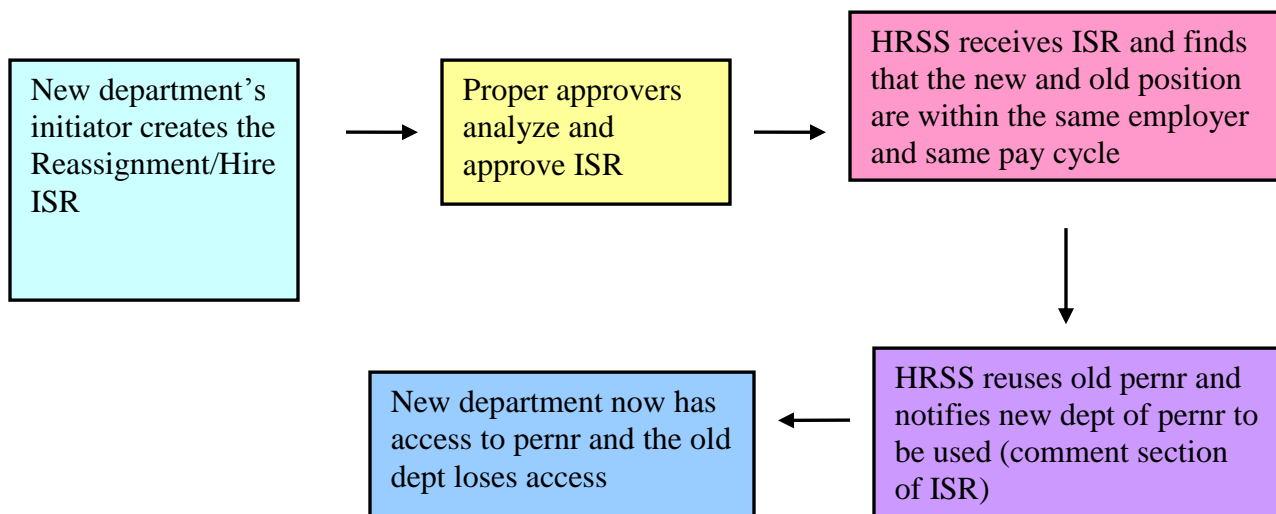 New department’s
initiator creates the
Reassignment/Hire
ISR
Proper approvers
analyze and
approve ISR
HRSS receives ISR and finds
that the new and old position
are within the same employer
and same pay cycle
HRSS reuses old pernr and
notifies new dept of pernr to
be used (comment section
of ISR)
New department now has
access to pernr and the old
dept loses access